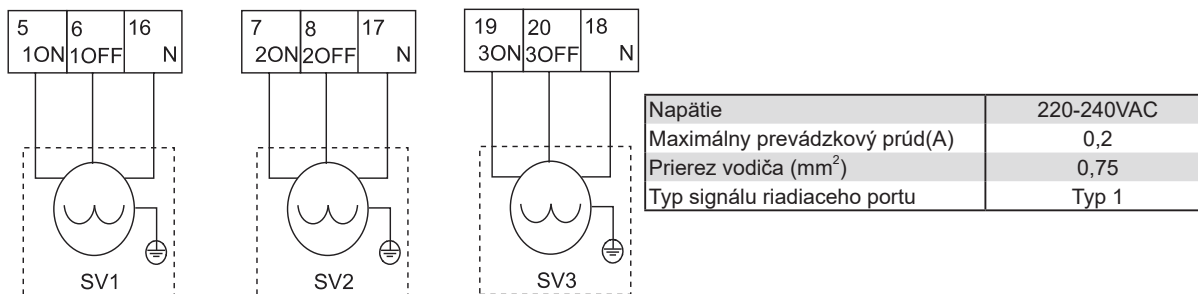 5 6 16
1ON 1OFF N
SV1
7 8 17
2ON 2OFF N
SV2
19 20 18
3ON 3OFF N
SV3
Napätie 220-240VAC
Maximálny prevádzkový prúd(A) 0,2
Prierez vodiča (mm²) 0,75
Typ signálu riadiaceho portu Typ 1